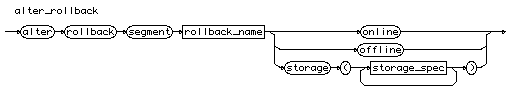 alter_rollback
alter rollback segment rollback_name online
offline
storage ( storage_spec )